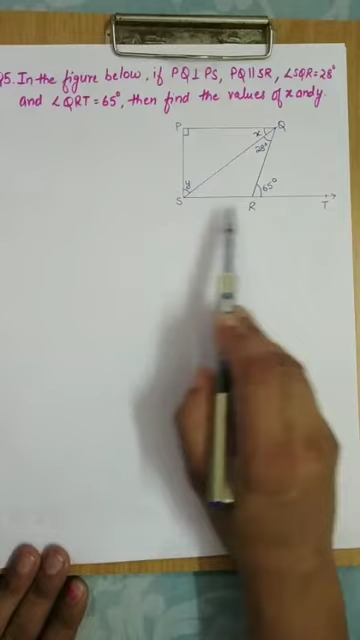 Q5. In the figure below, if PQ⊥PS, PQ||SR, ∠SQR=28°
and ∠QRT=65°, then find the values of x and y.
P x Q
28°
y 65°
S R T